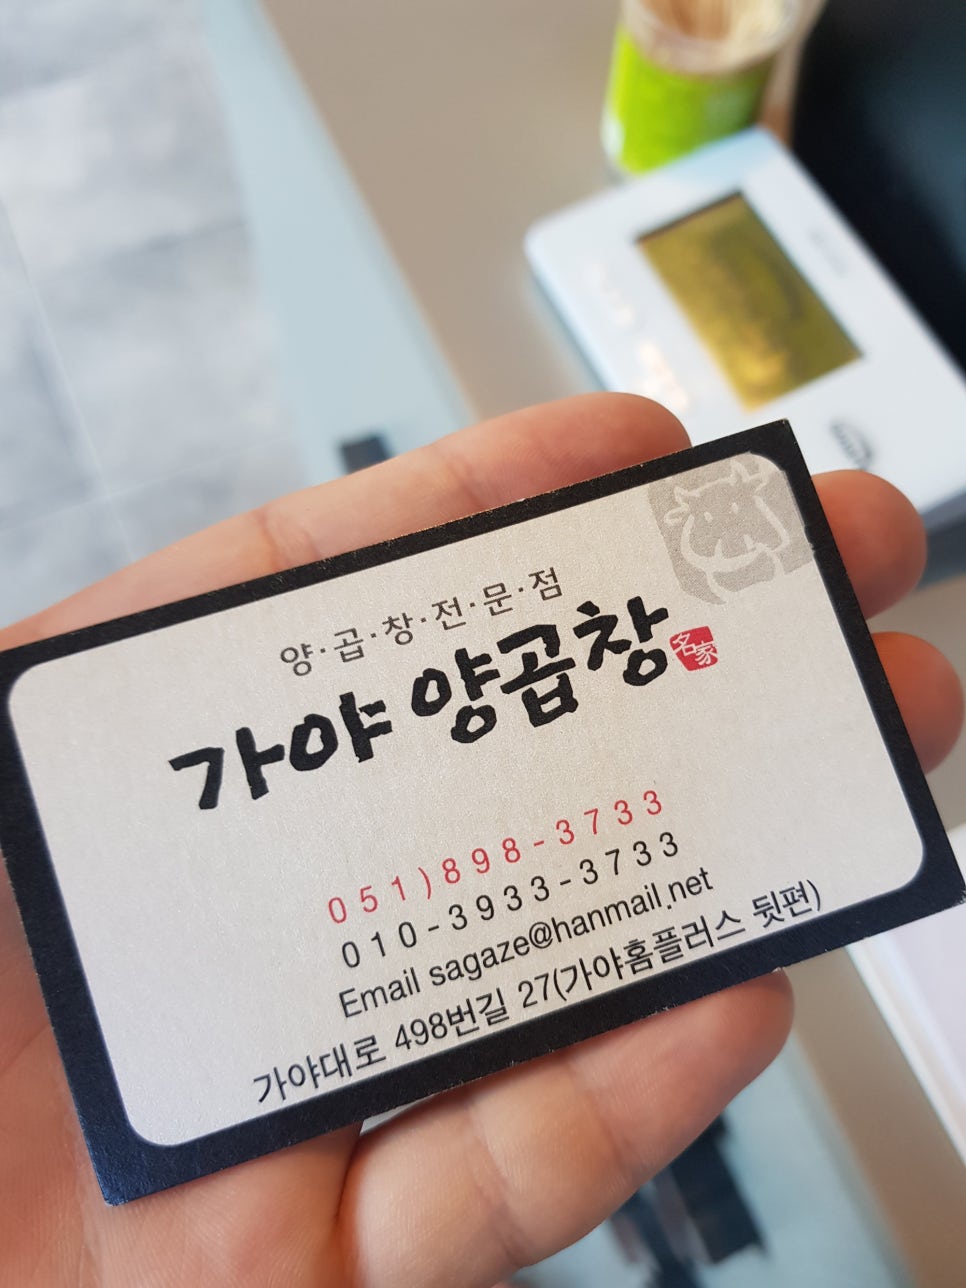 양·곱·창·전·문·점
가야 양곱창 名家
051)898-3733
010-3933-3733
Email sagaze@hanmail.net
가야대로 498번길 27(가야홈플러스 뒷편)